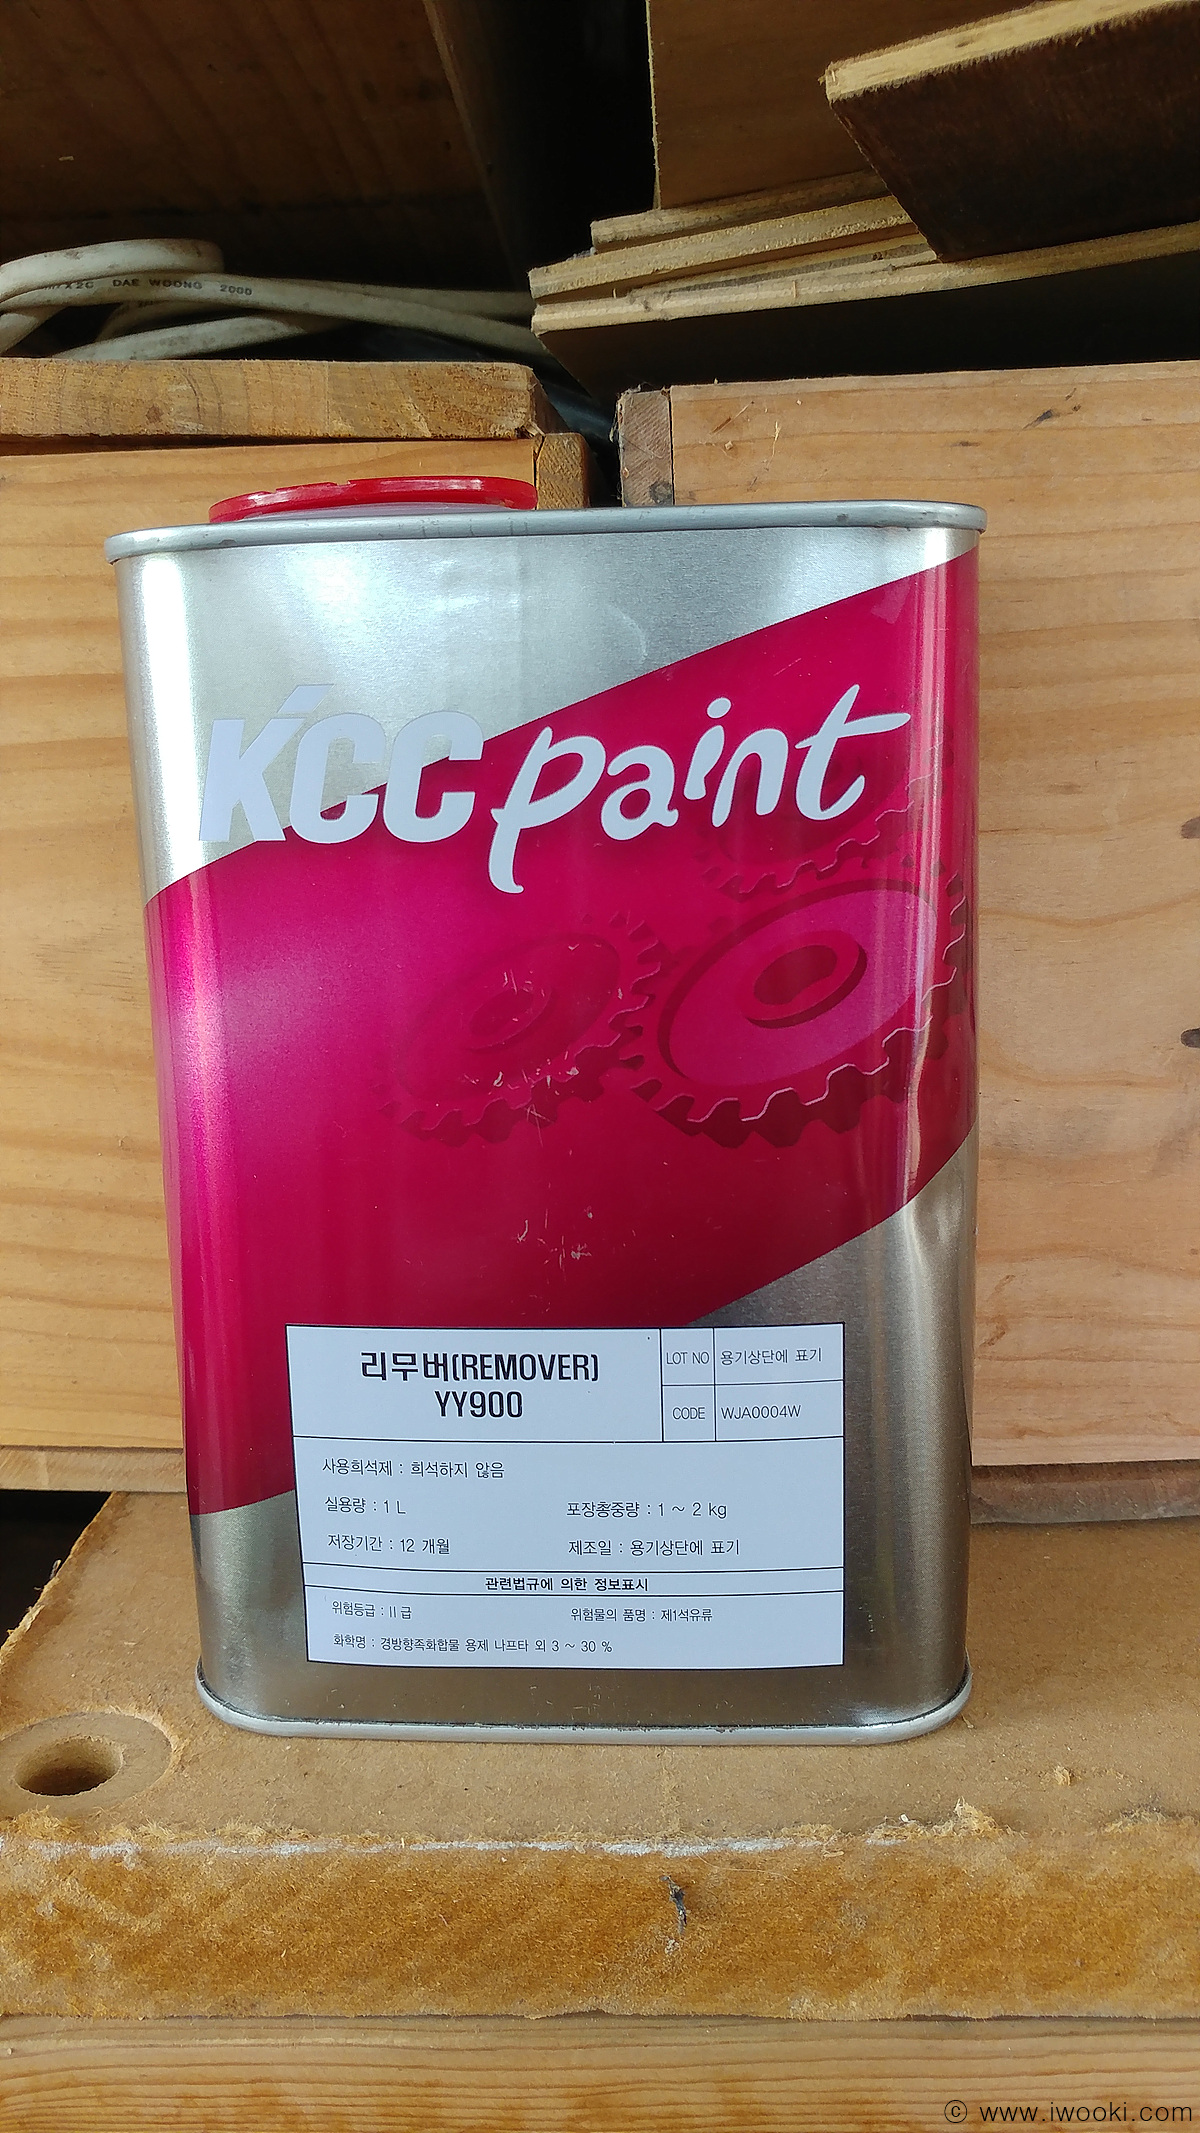 DAE WOONG 2000
KCC paint
리무버(REMOVER)
YY900
LOT NO 용기상단에 표기
CODE WJA0004W
사용희석제 : 희석하지 않음
실용량 : 1 L 포장총중량 : 1 ~ 2 kg
저장기간 : 12 개월 제조일 : 용기상단에 표기
관련법규에 의한 정보표시
위험등급 : II 급 위험물의 품명 : 제1석유류
화학명 : 경방향족화합물 용제 나프타 외 3 ~ 30 %
© www.iwooki.com